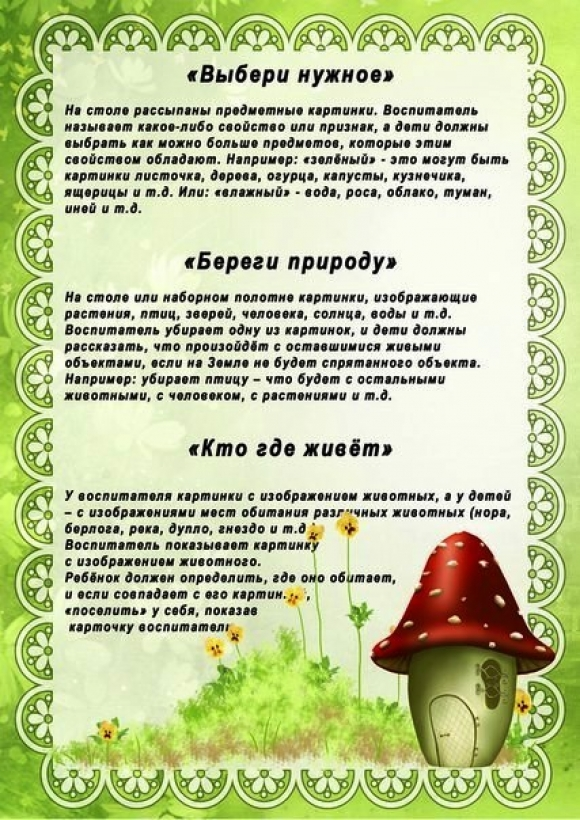 «Выбери нужное»
На столе рассыпаны предметные картинки. Воспитатель
называет какое-либо свойство или признак, а дети должны
выбрать как можно больше предметов, которые этим
свойством обладают. Например: «зелёный» - это могут быть
картинки листочка, дерева, огурца, капусты, кузнечика,
ящерицы и т.д. Или: «влажный» - вода, роса, облако, туман,
иней и т.д.
«Береги природу»
На столе или наборном полотне картинки, изображающие
растения, птиц, зверей, человека, солнца, воды и т.д.
Воспитатель убирает одну из картинок, и дети должны
рассказать, что произойдёт с оставшимися живыми
объектами, если на Земле не будет спрятанного объекта.
Например: убирает птицу – что будет с остальными
животными, с человеком, с растениями и т.д.
«Кто где живёт»
У воспитателя картинки с изображением животных, а у детей
– с изображениями мест обитания различных животных (нора,
берлога, река, дупло, гнездо и т.д.
Воспитатель показывает картинку
с изображением животного.
Ребёнок должен определить, где оно обитает,
и если совпадает с его
«поселить» у себя, показав
карточку воспитателю